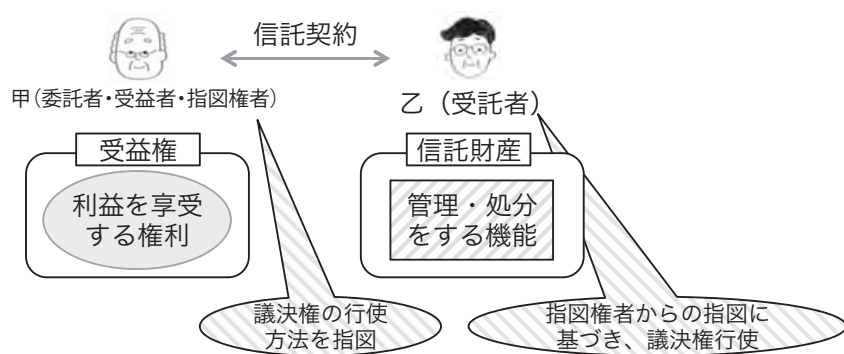 信託契約
甲(委託者・受益者・指図権者)
乙(受託者)
受益権
利益を享受
する権利
信託財産
管理・処分
をする機能
議決権の行使
方法を指図
指図権者からの指図に
基づき、議決権行使